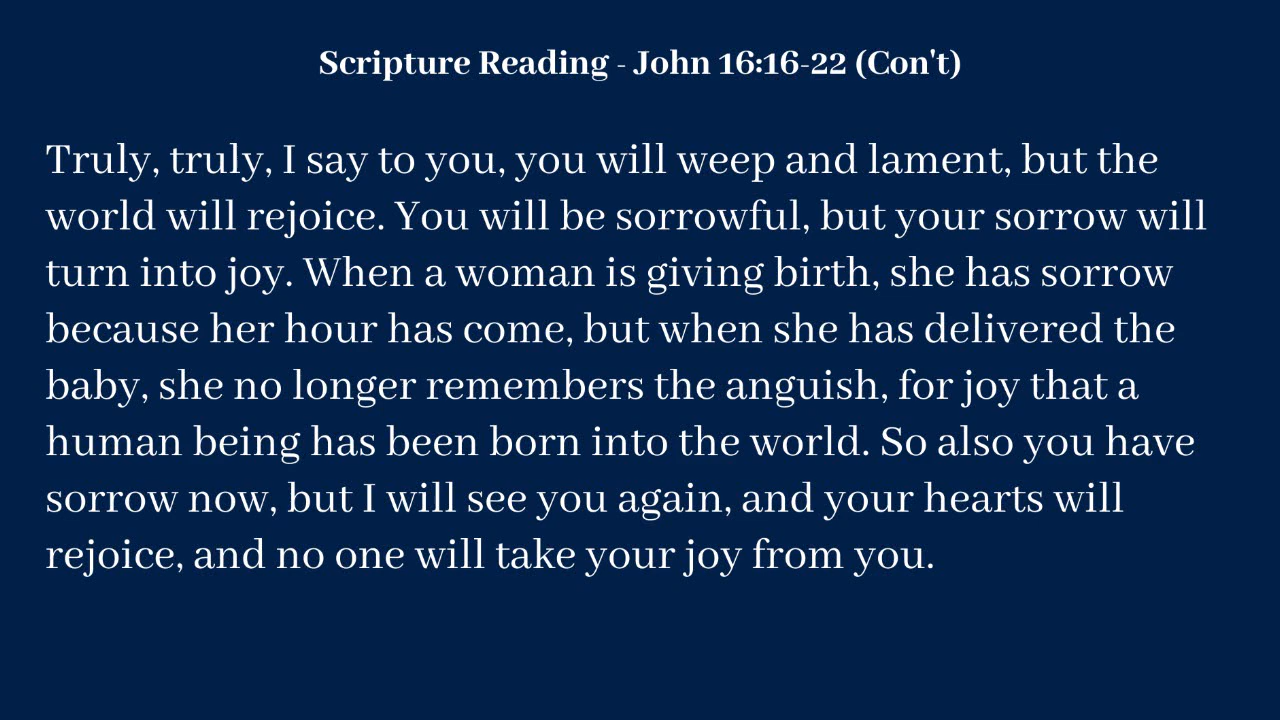 Scripture Reading - John 16:16-22 (Con't)
Truly, truly, I say to you, you will weep and lament, but the
world will rejoice. You will be sorrowful, but your sorrow will
turn into joy. When a woman is giving birth, she has sorrow
because her hour has come, but when she has delivered the
baby, she no longer remembers the anguish, for joy that a
human being has been born into the world. So also you have
sorrow now, but I will see you again, and your hearts will
rejoice, and no one will take your joy from you.